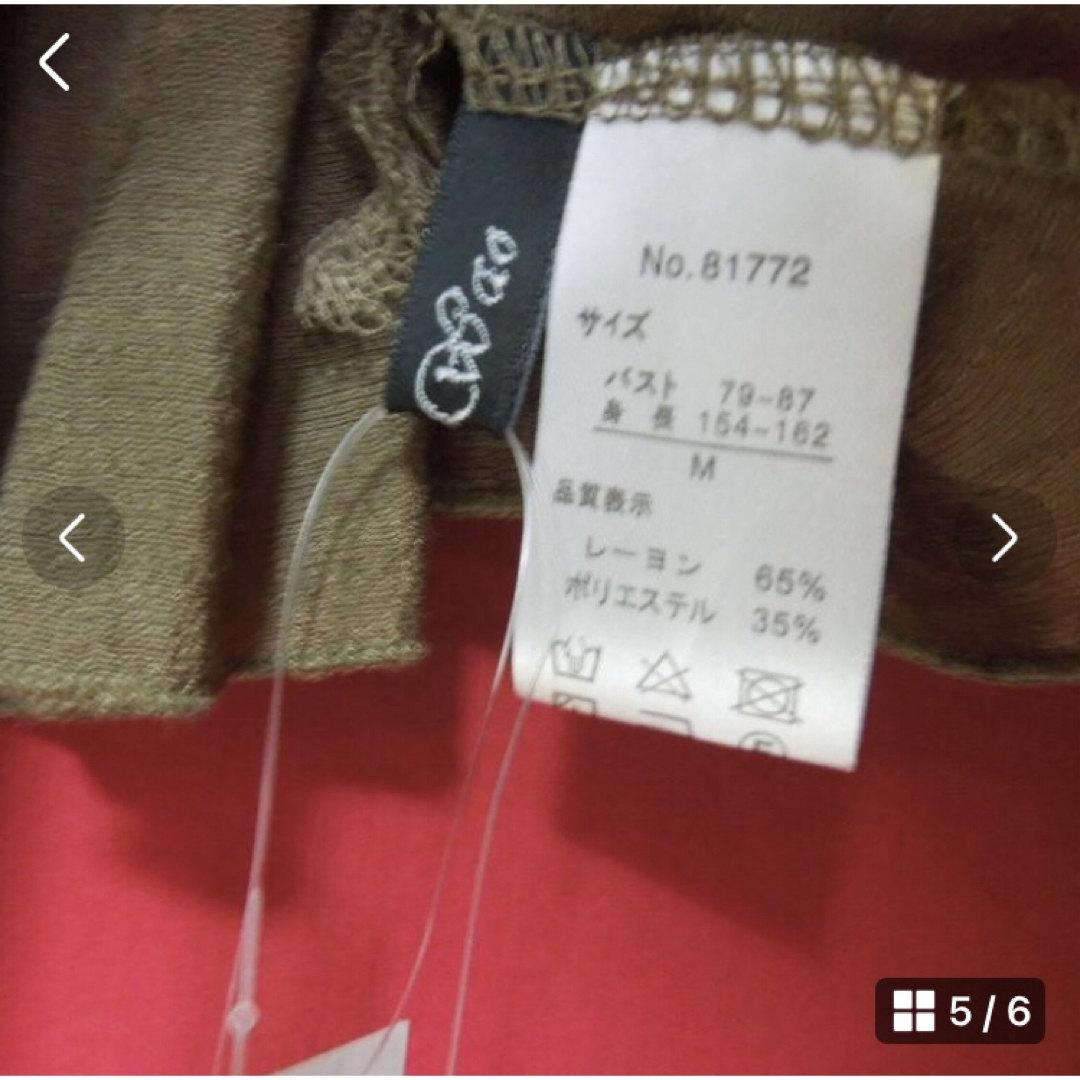 No.81772
サイズ
バスト 79~87
身 長 154~162
M
品質表示
レーヨン 65%
ポリエステル 35%
5 / 6